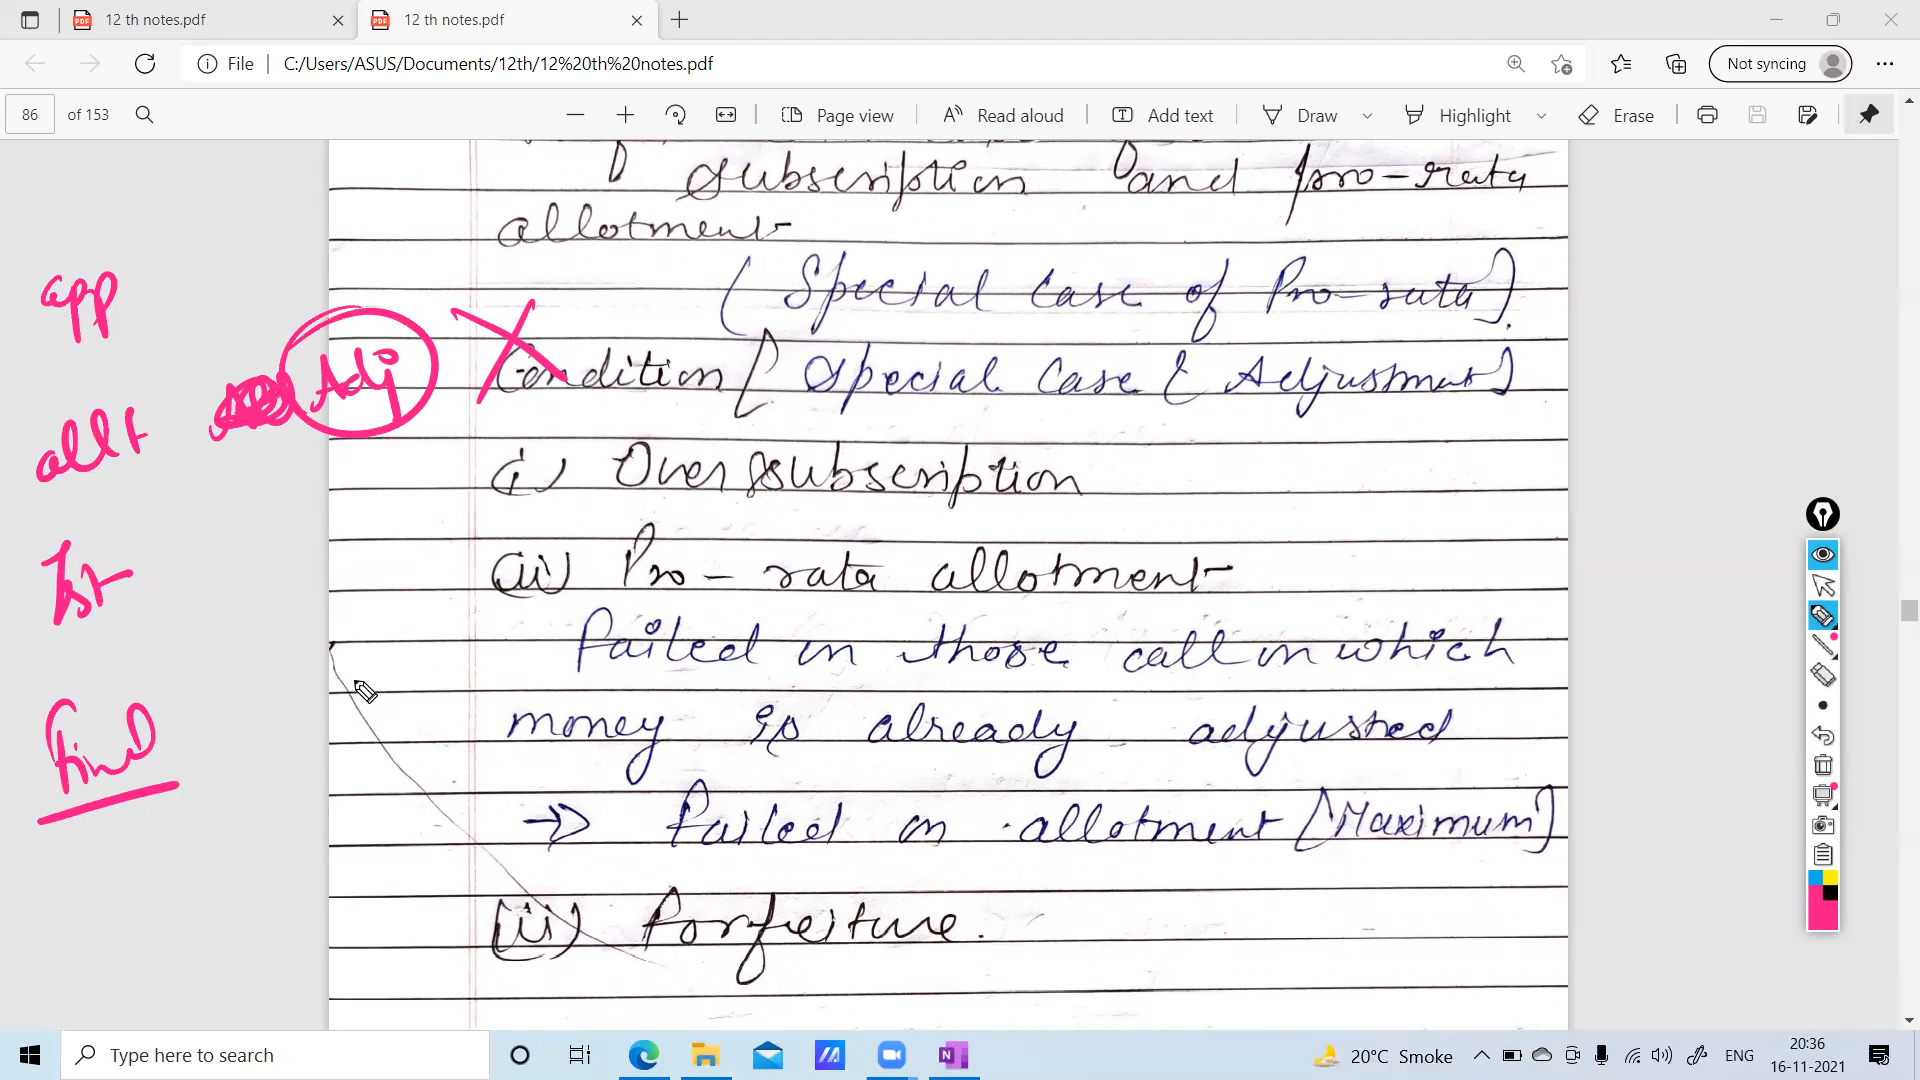 12 th notes.pdf
12 th notes.pdf
File
C:/Users/ASUS/Documents/12th/12%20th%20notes.pdf
Not syncing
86 of 153
Page view
Read aloud
Add text
Draw
Highlight
Erase
subscription and pro-rata
allotment
(Special Case of Pro-rata)
Condition [Special Case & Adjustment]
(i) Over subscription
(ii) Pro-rata allotment
failed in those call in which
money is already adjusted
→ failed on allotment [Maximum]
(iii) Forfeiture.
app
Adj
allt
Ist
final
Type here to search
20°C Smoke
ENG
20:36
16-11-2021